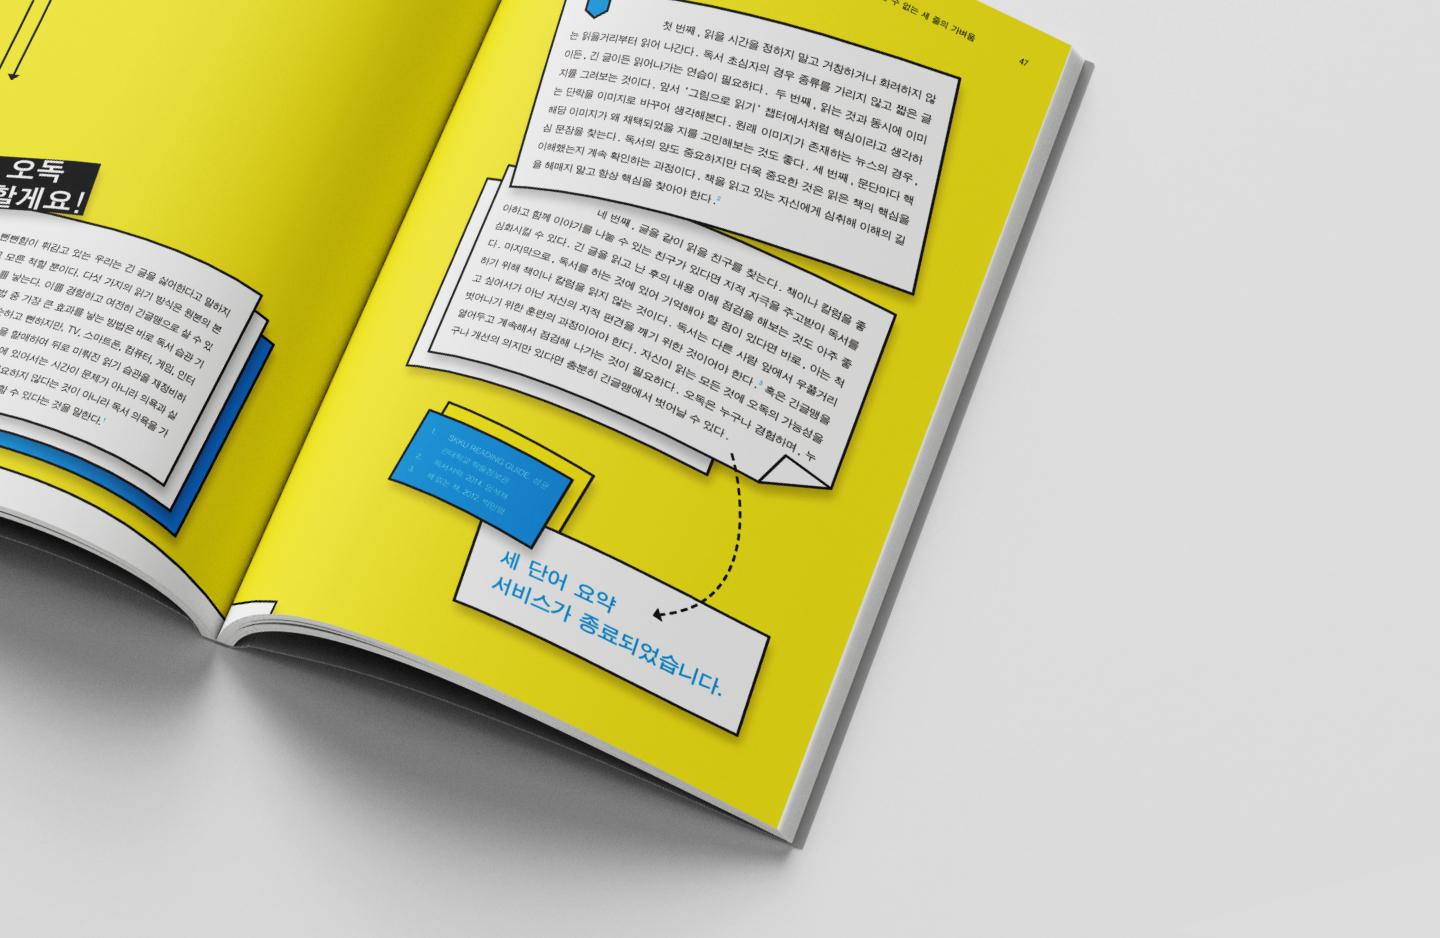 오독
할게요!
뻔뻔함이 튀감고 있는 우리는 긴 글을 싫어한다고 말하지
모른 척할 뿐이다. 다섯 가지의 읽기 방식은 원본의 본
를 낳는다. 이를 경험하고 여전히 긴글맹으로 살 수 있
법 중 가장 큰 효과를 낳는 방법은 바로 독서 습관 기
순하고 뻔하지만, TV, 스마트폰, 컴퓨터, 게임, 인터
을 할애하며 뒤로 미뤄진 읽기 습관을 재정비하
에 있어서는 시간이 문제가 아니라 의욕과 실
요하지 않다는 것이 아니라 독서 의욕을 가
할 수 있다는 것을 말한다.¹
수 없는 세 줄의 가벼움
47
첫 번째, 읽을 시간을 정하지 말고 거창하거나 화려하지 않
는 읽을거리부터 읽어 나간다. 독서 초심자의 경우 종류를 가리지 않고 짧은 글
이든, 긴 글이든 읽어나가는 연습이 필요하다. 두 번째, 읽는 것과 동시에 이미
지를 그려보는 것이다. 앞서 '그림으로 읽기' 챕터에서처럼 핵심이라고 생각하
는 단락을 이미지로 바꾸어 생각해본다. 원래 이미지가 존재하는 뉴스의 경우,
해당 이미지가 왜 채택되었을 지를 고민해보는 것도 좋다. 세 번째, 문단마다 핵
심 문장을 찾는다. 독서의 양도 중요하지만 더욱 중요한 것은 읽은 책의 핵심을
이해했는지 계속 확인하는 과정이다. 책을 읽고 있는 자신에게 심취해 이해의 길
을 헤매지 말고 항상 핵심을 찾아야 한다.²
네 번째, 글을 같이 읽을 친구를 찾는다. 책이나 칼럼을 좋
아하고 함께 이야기를 나눌 수 있는 친구가 있다면 지적 자극을 주고받아 독서를
심화시킬 수 있다. 긴 글을 읽고 난 후의 내용 이해 점검을 해보는 것도 아주 좋
다. 마지막으로, 독서를 하는 것에 있어 기억해야 할 점이 있다면 바로, 아는 척
하기 위해 책이나 칼럼을 읽지 않는 것이다. 독서는 다른 사람 앞에서 우쭐거리
고 싶어서가 아닌 자신의 지적 편견을 깨기 위한 것이어야 한다.³ 혹은 긴글맹을
벗어나기 위한 훈련의 과정이어야 한다. 자신이 읽는 모든 것에 오독의 가능성을
열어두고 계속해서 점검해 나가는 것이 필요하다. 오독은 누구나 경험하며, 누
구나 개선의 의지만 있다면 충분히 긴글맹에서 벗어날 수 있다.
1. SKKU READING GUIDE, 성균
관대학교 학술정보관
2. 독서사락, 2014,
3. 책 없는 책, 2012,
세 단어 요약
서비스가 종료되었습니다.